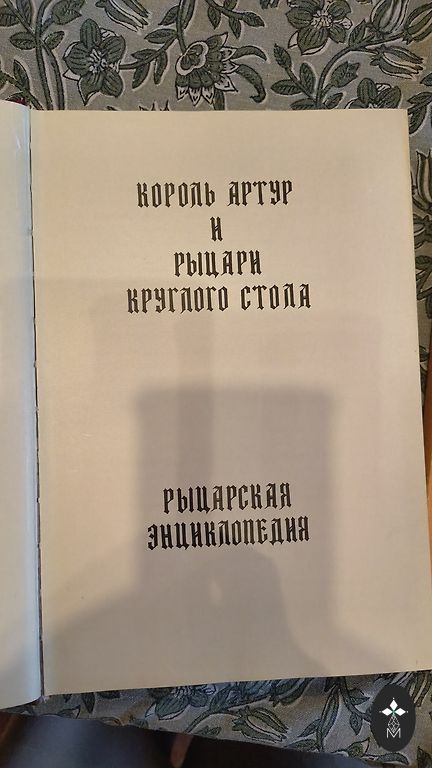 КОРОЛЬ АРТУР
И
РЫЦАРИ
КРУГЛОГО СТОЛА
РЫЦАРСКАЯ
ЭНЦИКЛОПЕДИЯ
М